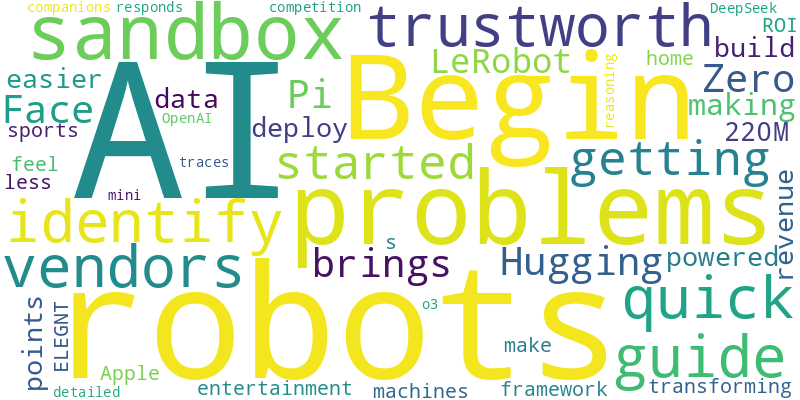 companions responds competition DeepSeek
sandbox trustworth ROI
AI Begin LeRobot home build
easier reasoning Zero
Face data Pi making
OpenAI
sports deploy 220M
feel traces started getting
less
mini problems revenue
identify
s
vendors brings Hugging powered
robots quick
points ELEGNT o3
make guide
Apple
detailed entertainment machines framework transforming